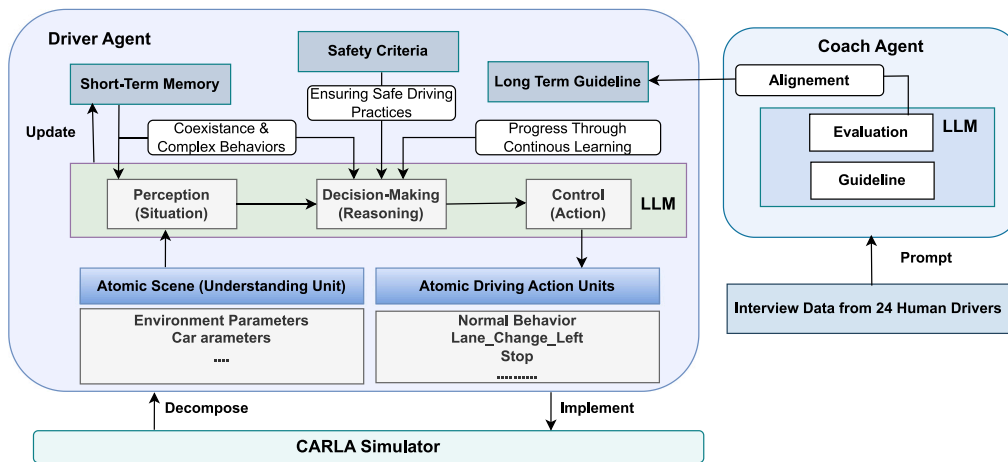 Driver Agent
Safety Criteria
Coach Agent
Short-Term Memory
Long Term Guideline
Alignement
Ensuring Safe Driving
Practices
Update
Coexistance &
Complex Behaviors
Progress Through
Continous Learning
Evaluation
LLM
Guideline
Perception
(Situation)
Decision-Making
(Reasoning)
Control
(Action)
LLM
Prompt
Atomic Scene (Understanding Unit)
Atomic Driving Action Units
Interview Data from 24 Human Drivers
Environment Parameters
Car arameters
....
Normal Behavior
Lane_Change_Left
Stop
..........
Decompose
Implement
CARLA Simulator